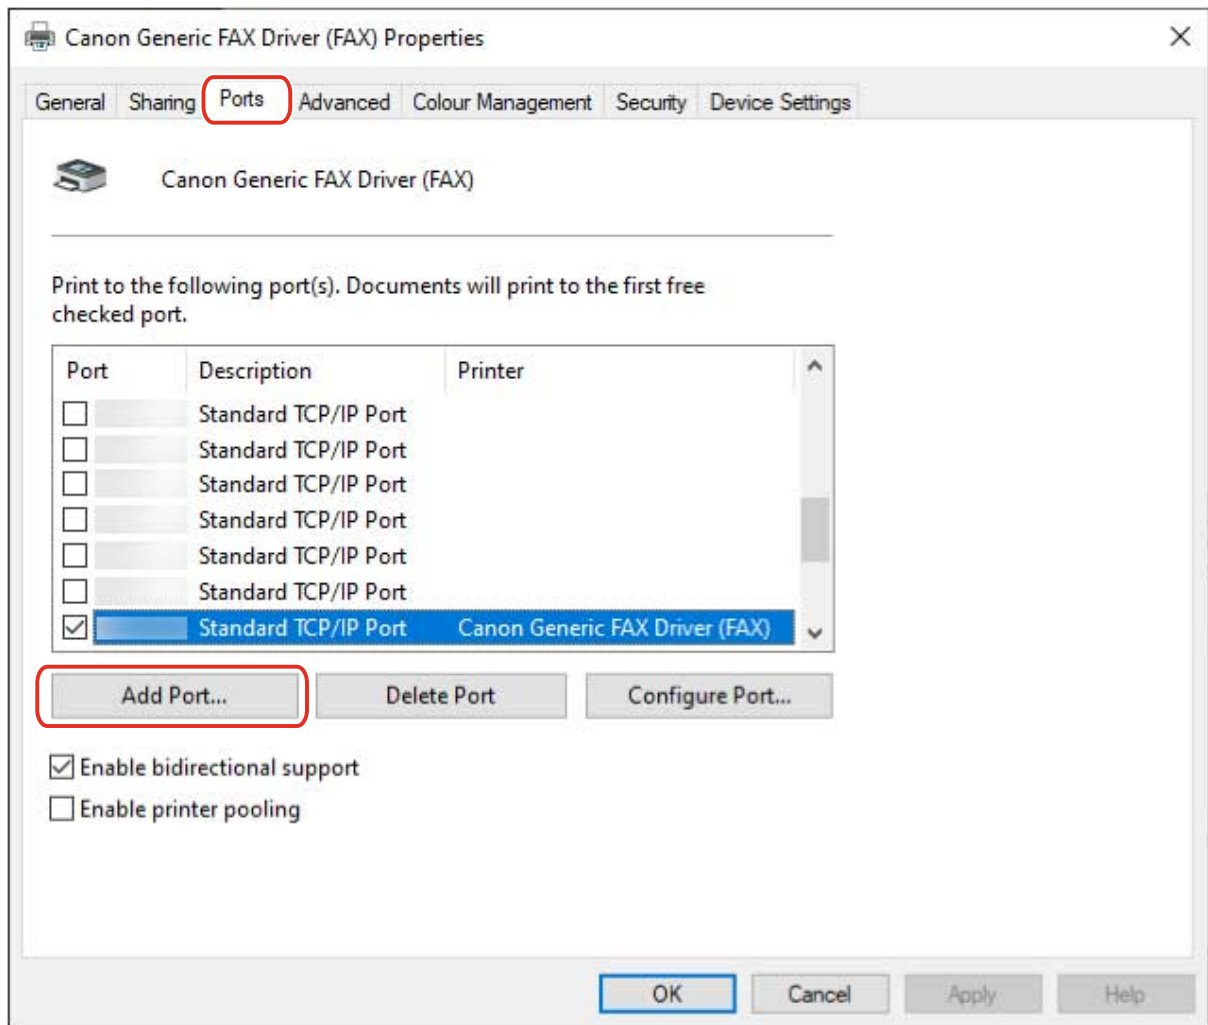 Canon Generic FAX Driver (FAX) Properties
General Sharing Ports Advanced Colour Management Security Device Settings
Canon Generic FAX Driver (FAX)
Print to the following port(s). Documents will print to the first free
checked port.
Port Description Printer
Standard TCP/IP Port
Standard TCP/IP Port
Standard TCP/IP Port
Standard TCP/IP Port
Standard TCP/IP Port
Standard TCP/IP Port
Standard TCP/IP Port Canon Generic FAX Driver (FAX)
Add Port... Delete Port Configure Port...
Enable bidirectional support
Enable printer pooling
OK Cancel Apply Help